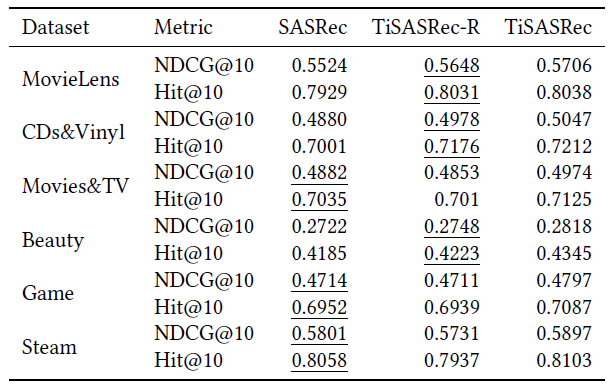 Dataset Metric SASRec TiSASRec-R TiSASRec
MovieLens NDCG@10 0.5524 0.5648 0.5706
Hit@10 0.7929 0.8031 0.8038
CDs&Vinyl NDCG@10 0.4880 0.4978 0.5047
Hit@10 0.7001 0.7176 0.7212
Movies&TV NDCG@10 0.4882 0.4853 0.4974
Hit@10 0.7035 0.701 0.7125
Beauty NDCG@10 0.2722 0.2748 0.2818
Hit@10 0.4185 0.4223 0.4345
Game NDCG@10 0.4714 0.4711 0.4797
Hit@10 0.6952 0.6939 0.7087
Steam NDCG@10 0.5801 0.5731 0.5897
Hit@10 0.8058 0.7937 0.8103